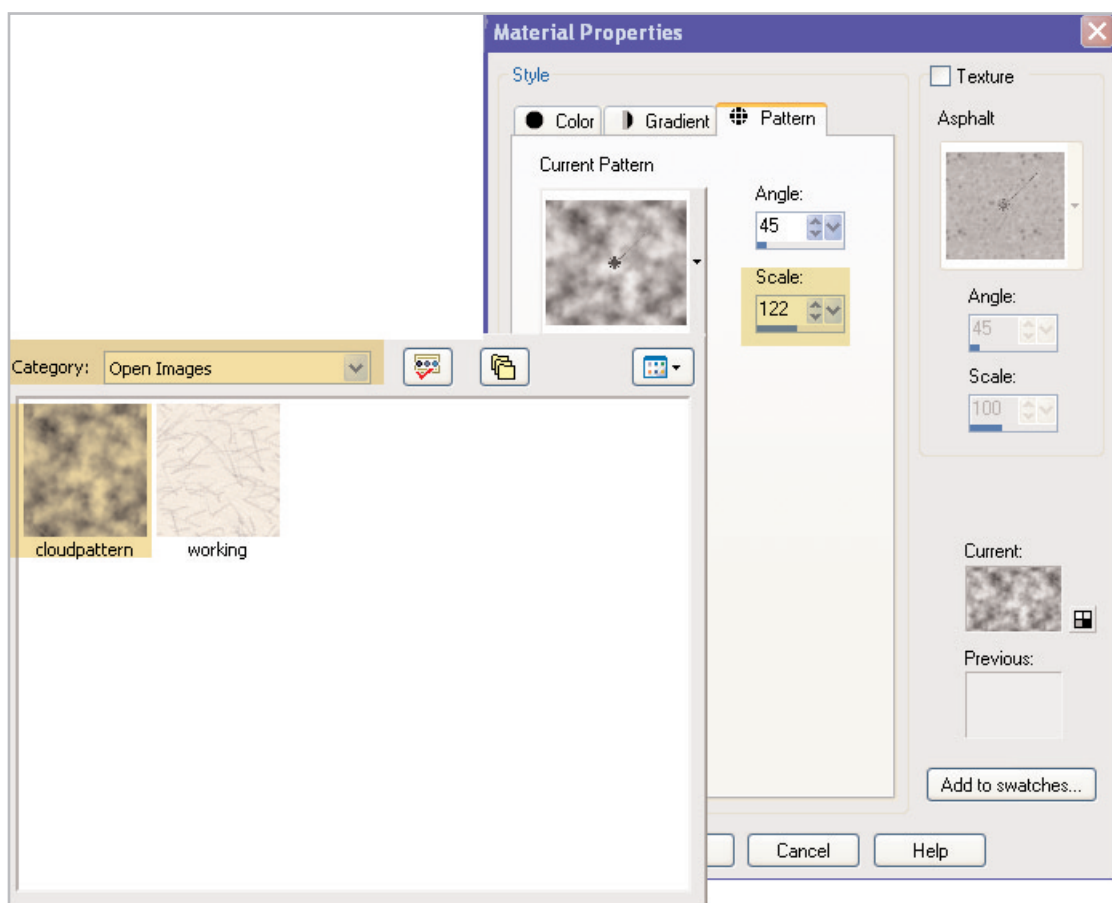 Material Properties
Style
Color
Gradient
Pattern
Current Pattern
Angle:
45
Scale:
122
Texture
Asphalt
Angle:
45
Scale:
100
Category:
Open Images
cloudpattern
working
Current:
Previous:
Add to swatches...
Cancel
Help